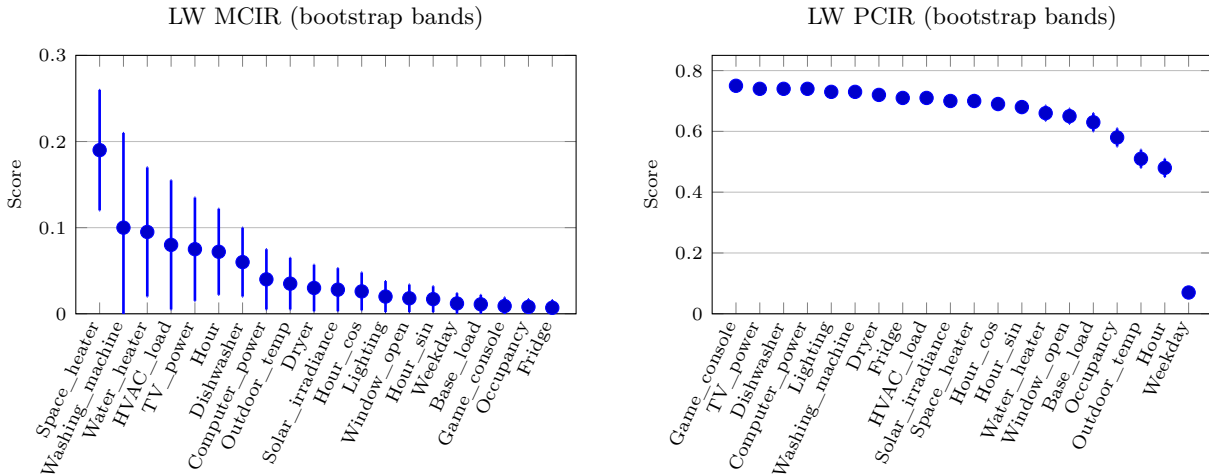 LW MCIR (bootstrap bands)
0.3
0.2
0.1
0
Score
Space_heater
Washing_machine
Water_heater
HVAC_load
TV_power
Hour
Dishwasher
Computer_power
Outdoor_temp
Dryer
Solar_irradiance
Hour_cos
Lighting
Window_open
Hour_sin
Weekday
Base_load
Game_console
Occupancy
Fridge
LW PCIR (bootstrap bands)
0.8
0.6
0.4
0.2
0
Score
Game_console
TV_power
Dishwasher
Computer_power
Lighting
Washing_machine
Dryer
Fridge
HVAC_load
Solar_irradiance
Space_heater
Hour_cos
Hour_sin
Water_heater
Window_open
Base_load
Occupancy
Outdoor_temp
Hour
Weekday